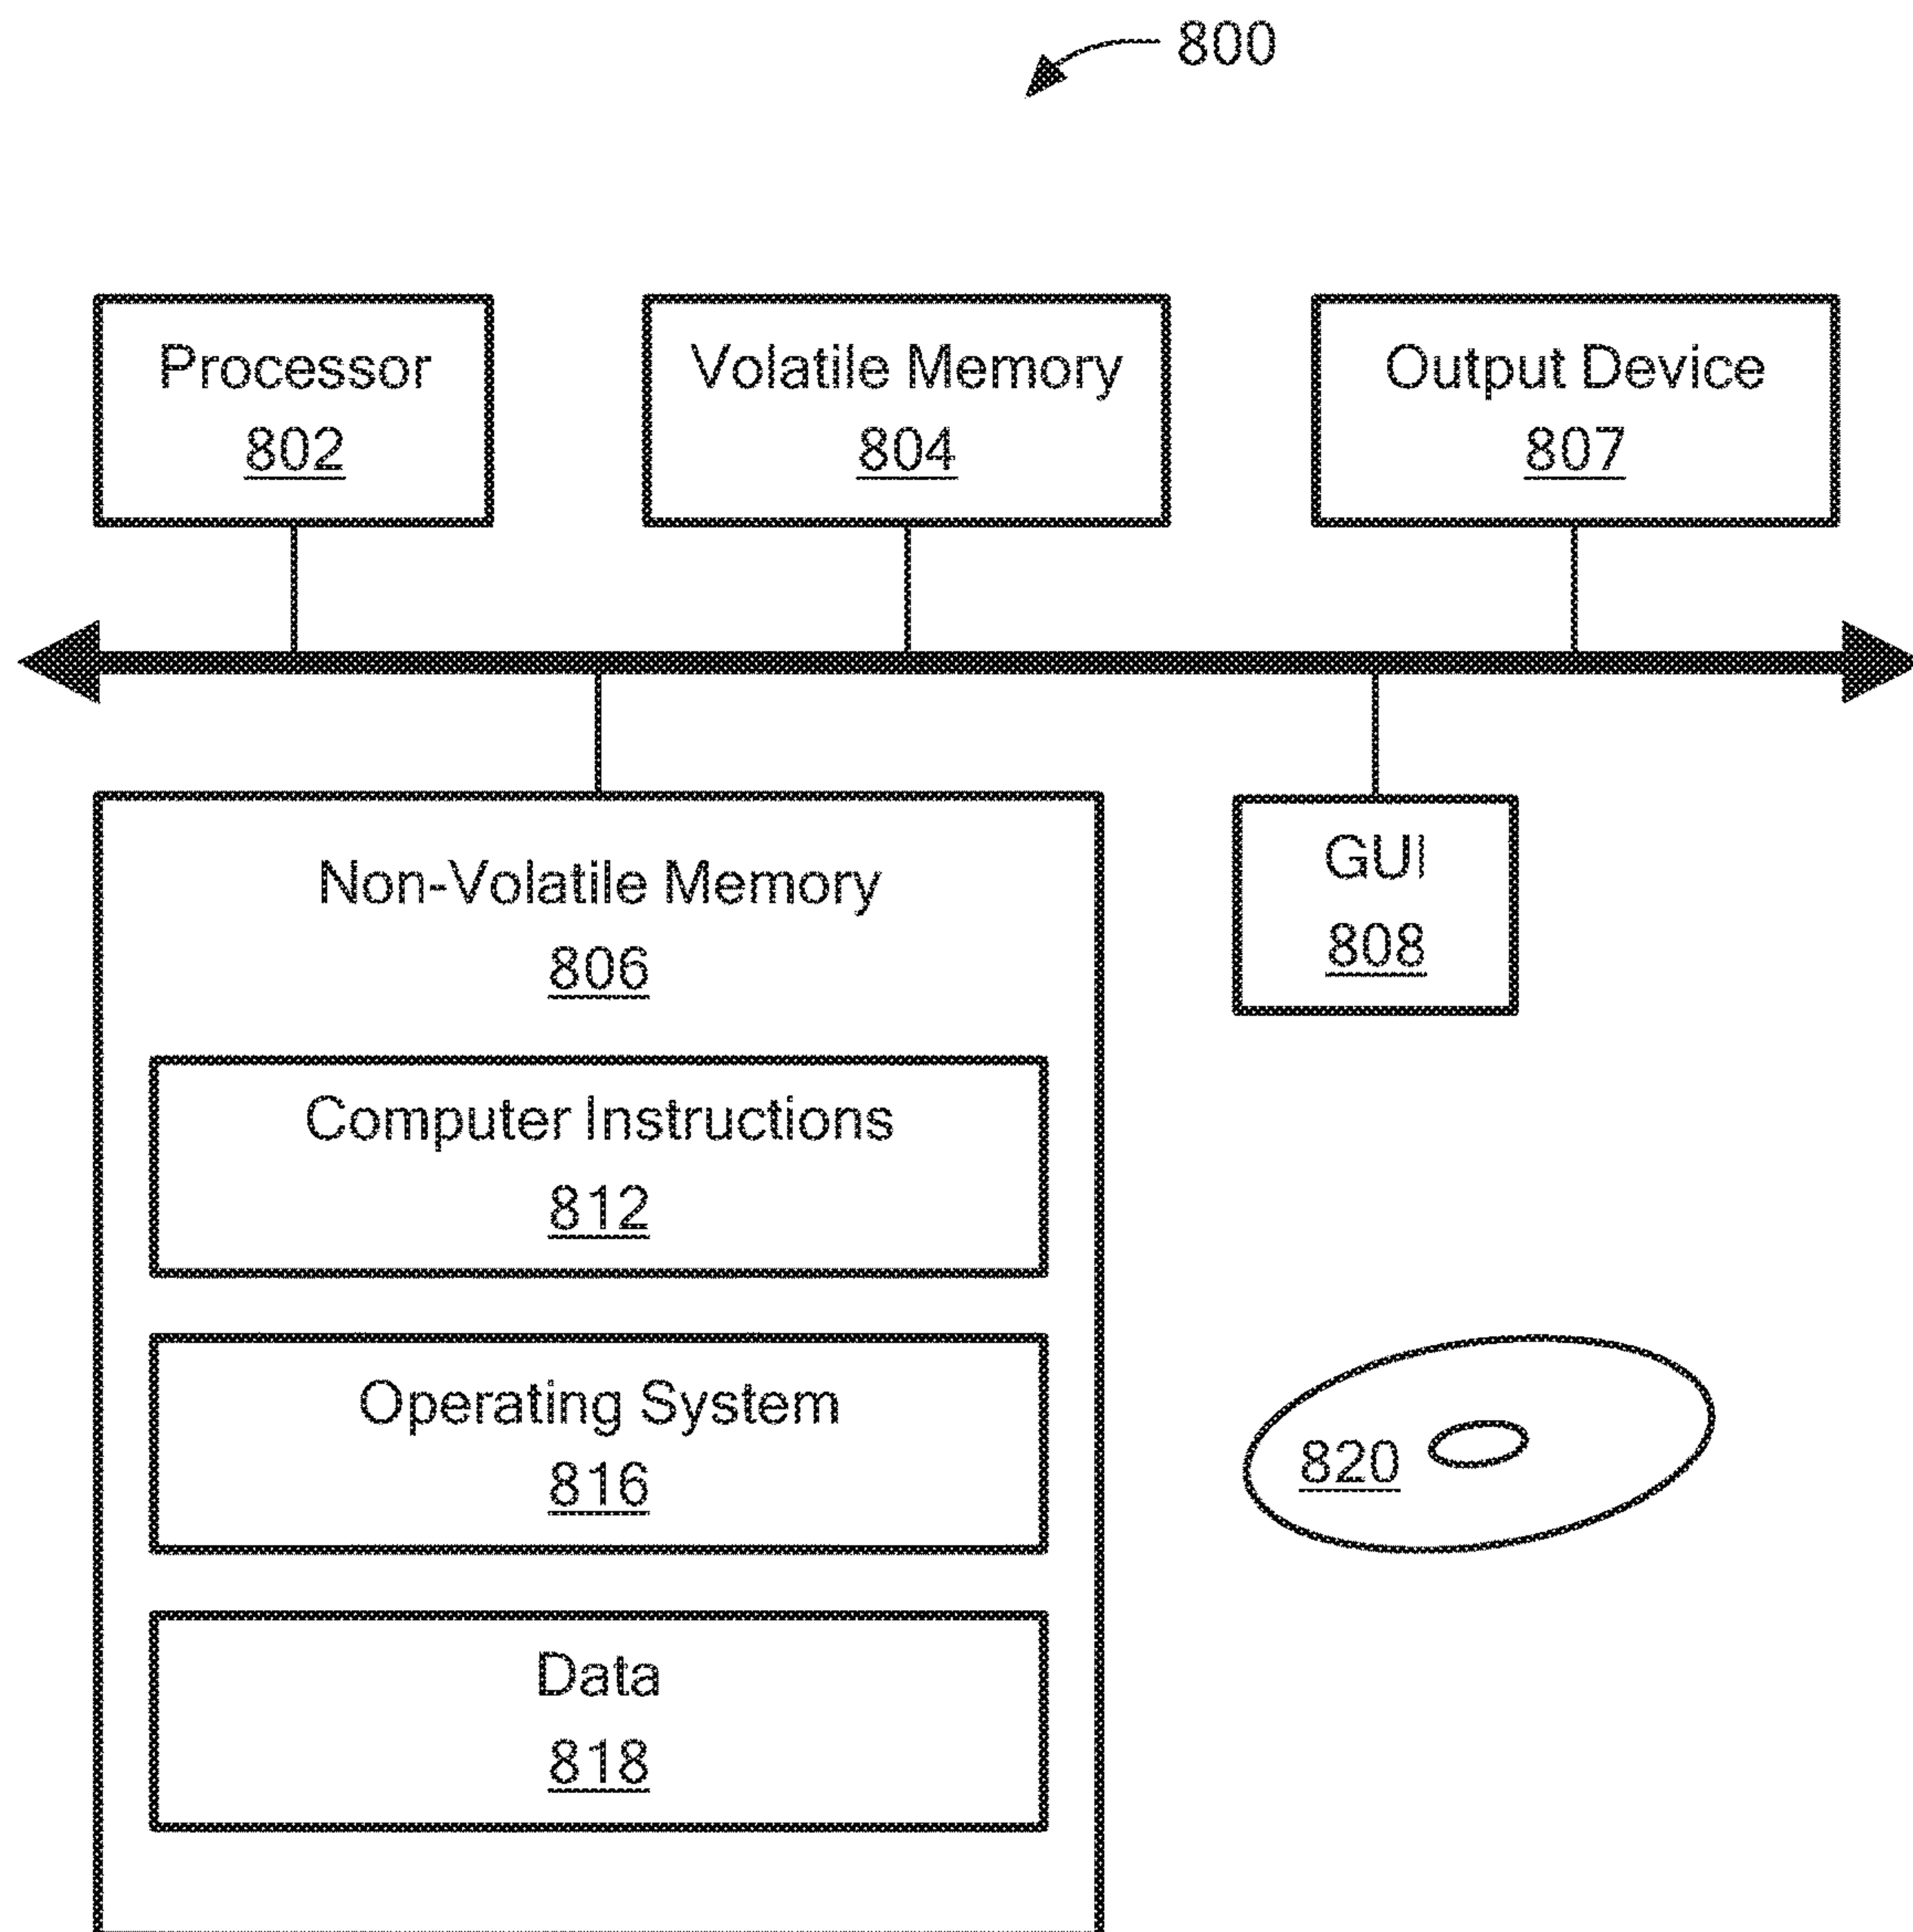 800
Processor
802
Volatile Memory
804
Output Device
807
Non-Volatile Memory
806
GUI
808
Computer Instructions
812
Operating System
816
820
Data
818